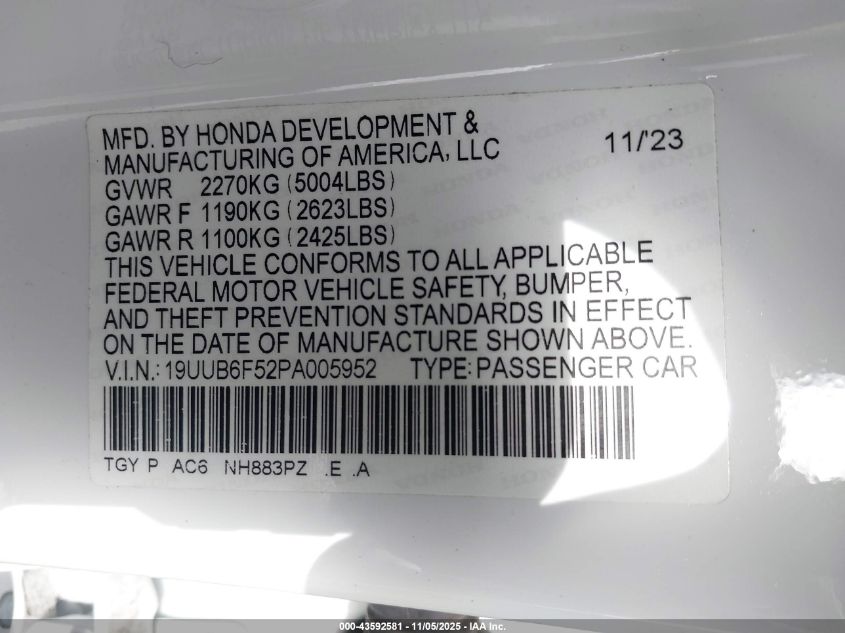 MFD. BY HONDA DEVELOPMENT &
MANUFACTURING OF AMERICA, LLC 11/'23
GVWR 2270KG (5004LBS)
GAWR F 1190KG (2623LBS)
GAWR R 1100KG (2425LBS)
THIS VEHICLE CONFORMS TO ALL APPLICABLE
FEDERAL MOTOR VEHICLE SAFETY, BUMPER,
AND THEFT PREVENTION STANDARDS IN EFFECT
ON THE DATE OF MANUFACTURE SHOWN ABOVE.
V.I.N.: 19UUB6F52PA005952 TYPE: PASSENGER CAR
TGY P AC6 NH883PZ .E .A
000-43592581 - 11/05/2025 - IAA Inc.